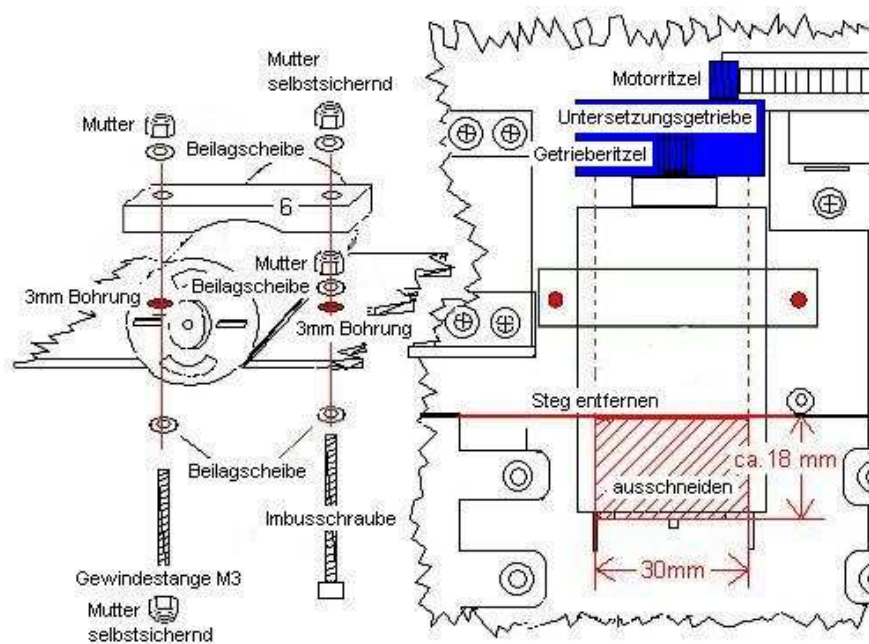 Mutter
selbstsichernd
Mutter
Beilagscheibe
6
Mutter
Beilagscheibe
3mm Bohrung
3mm Bohrung
Beilagscheibe
Imbusschraube
Gewindestange M3
Mutter
selbstsichernd
Motorritzel
Untersetzungsgetriebe
Getrieberitzel
Steg entfernen
ca.18 mm
ausschneiden
30mm